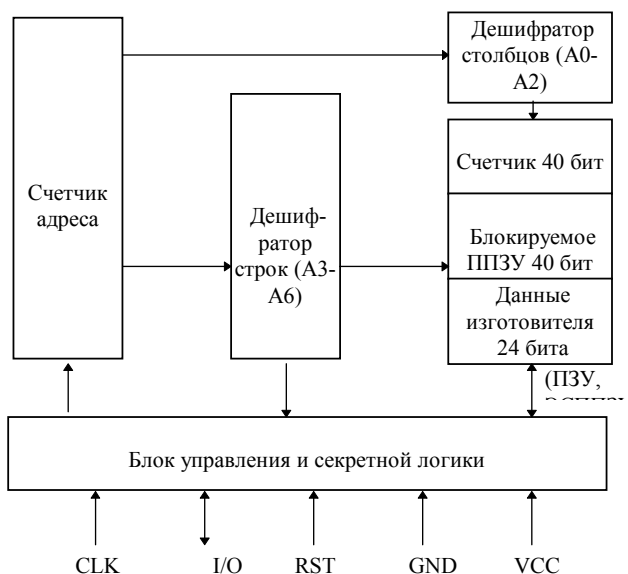 Дешифратор
столбцов (А0-
А2)
Счетчик
адреса
Дешиф-
ратор
строк (А3-
А6)
Счетчик 40 бит
Блокируемое
ППЗУ 40 бит
Данные
изготовителя
24 бита
(ПЗУ,
Блок управления и секретной логики
CLK I/O RST GND VCC